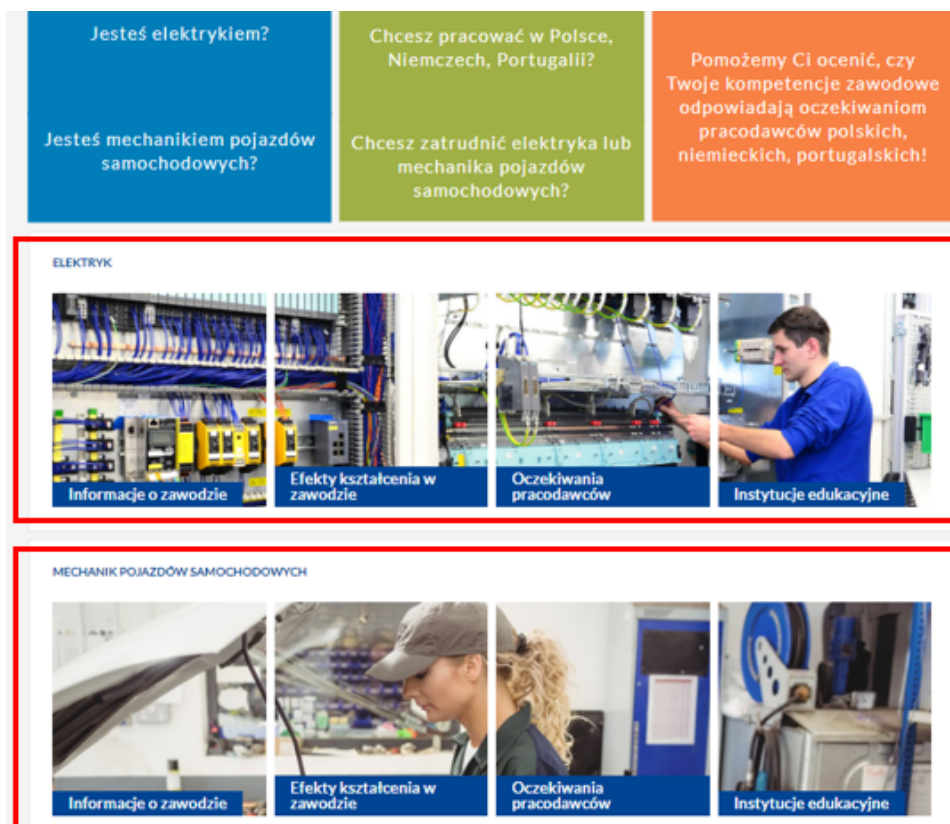 Jesteś elektrykiem?
Jesteś mechanikiem pojazdów
samochodowych?
Chcesz pracować w Polsce,
Niemczech, Portugalii?
Chcesz zatrudnić elektryka lub
mechanika pojazdów
samochodowych?
Pomożemy Ci ocenić, czy
Twoje kompetencje zawodowe
odpowiadają oczekiwaniom
pracodawców polskich,
niemieckich, portugalskich!
ELEKTRYK
Informacje o zawodzie
Efekty kształcenia w
zawodzie
Oczekiwania
pracodawców
Instytucje edukacyjne
MECHANIK POJAZDÓW SAMOCHODOWYCH
Informacje o zawodzie
Efekty kształcenia w
zawodzie
Oczekiwania
pracodawców
Instytucje edukacyjne